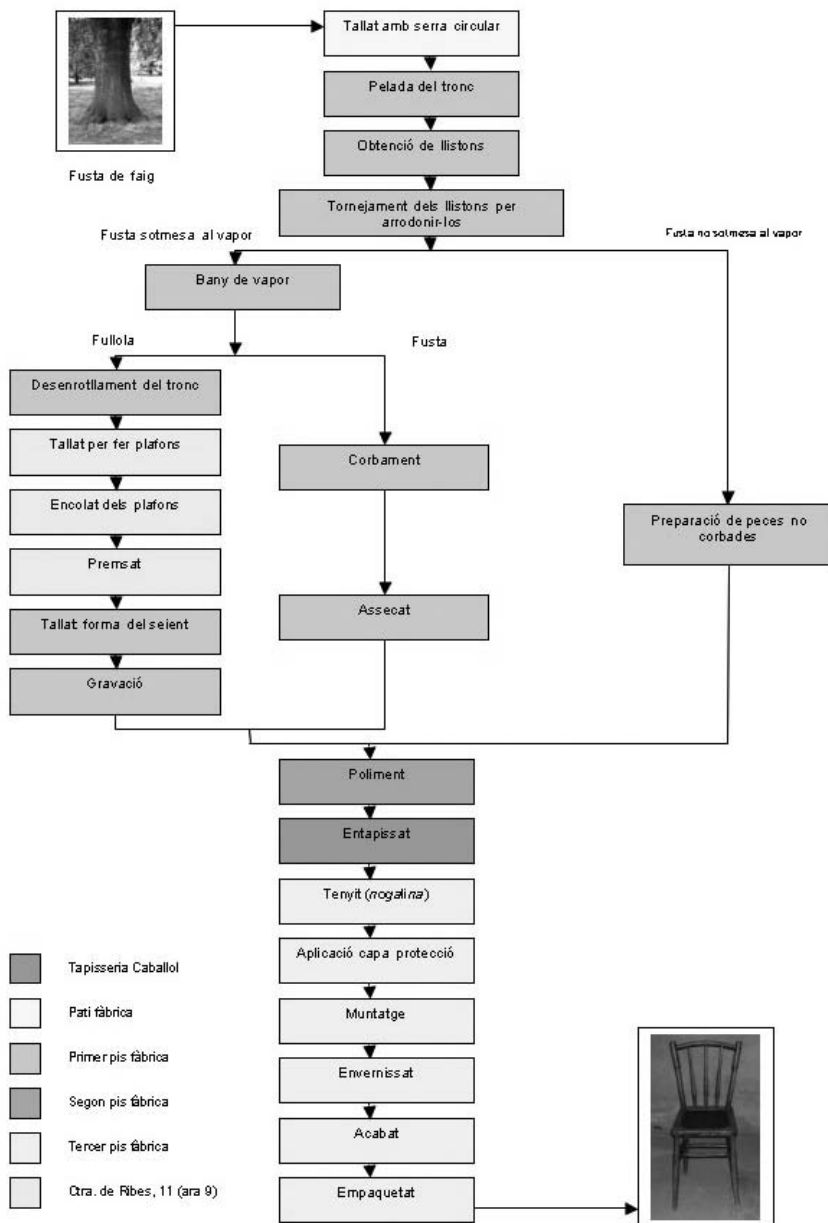 Tallat amb serra circular
Pelada del tronc
Obtenció de llistons
Fusta de faig
Tornejament dels llistons per
arrodonir-los
Fusta sotmesa al vapor
Fusta no sotmesa al vapor
Bany de vapor
Fullola
Fusta
Desenrotllament del tronc
Tallat per fer plafons
Corbament
Encolat dels plafons
Preparació de peces no
corbades
Premsat
Tallat: forma del seient
Assecat
Gravació
Poliment
Entapissat
Tenyit (nogalina)
Aplicació capa protecció
Muntatge
Envernissat
Acabat
Empaquetat
Tapisseria Caballol
Pati fàbrica
Primer pis fàbrica
Segon pis fàbrica
Tercer pis fàbrica
Ctra. de Ribes, 11 (ara 9)